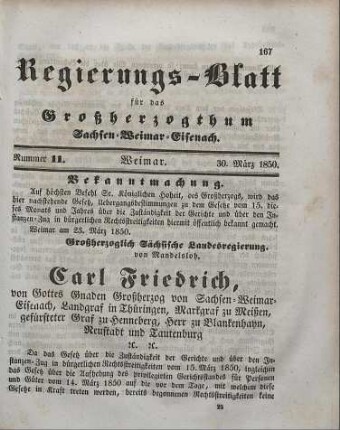 167
Regierungs-Blatt
für das
Großherzogthum
Sachsen-Weimar-Eisenach.
Nummer 11. Weimar. 30. März 1850.
Bekanntmachung.
Auf höchsten Befehl Sr. Königlichen Hoheit, des Großherzogs, wird das
hier nachstehende Gesetz, Uebergangsbestimmungen zu dem Gesetze vom 15. die-
ses Monats und Jahres über die Zuständigkeit der Gerichte und über den In-
stanzen-Zug in bürgerlichen Rechtsstreitigkeiten hiermit öffentlich bekannt gemacht.
Weimar am 23. März 1850.
Großherzoglich Sächsische Landesregierung.
von Mandelsloh.
Carl Friedrich,
von Gottes Gnaden Großherzog von Sachsen-Weimar-
Eisenach, Landgraf in Thüringen, Markgraf zu Meißen,
gefürsteter Graf zu Henneberg, Herr zu Blankenhayn,
Neustadt und Tautenburg
ꝛc. ꝛc.
Da das Gesetz über die Zuständigkeit der Gerichte und über den In-
stanzen-Zug in bürgerlichen Rechtsstreitigkeiten vom 15. März 1850, ingleichen
das Gesetz über die Aufhebung des privilegirten Gerichtsstandes für Personen
und Güter vom 14. März 1850 auf die vor dem Tage, mit welchem diese
Gesetze in Kraft treten werden, bereits begonnenen Rechtsstreitigkeiten keine